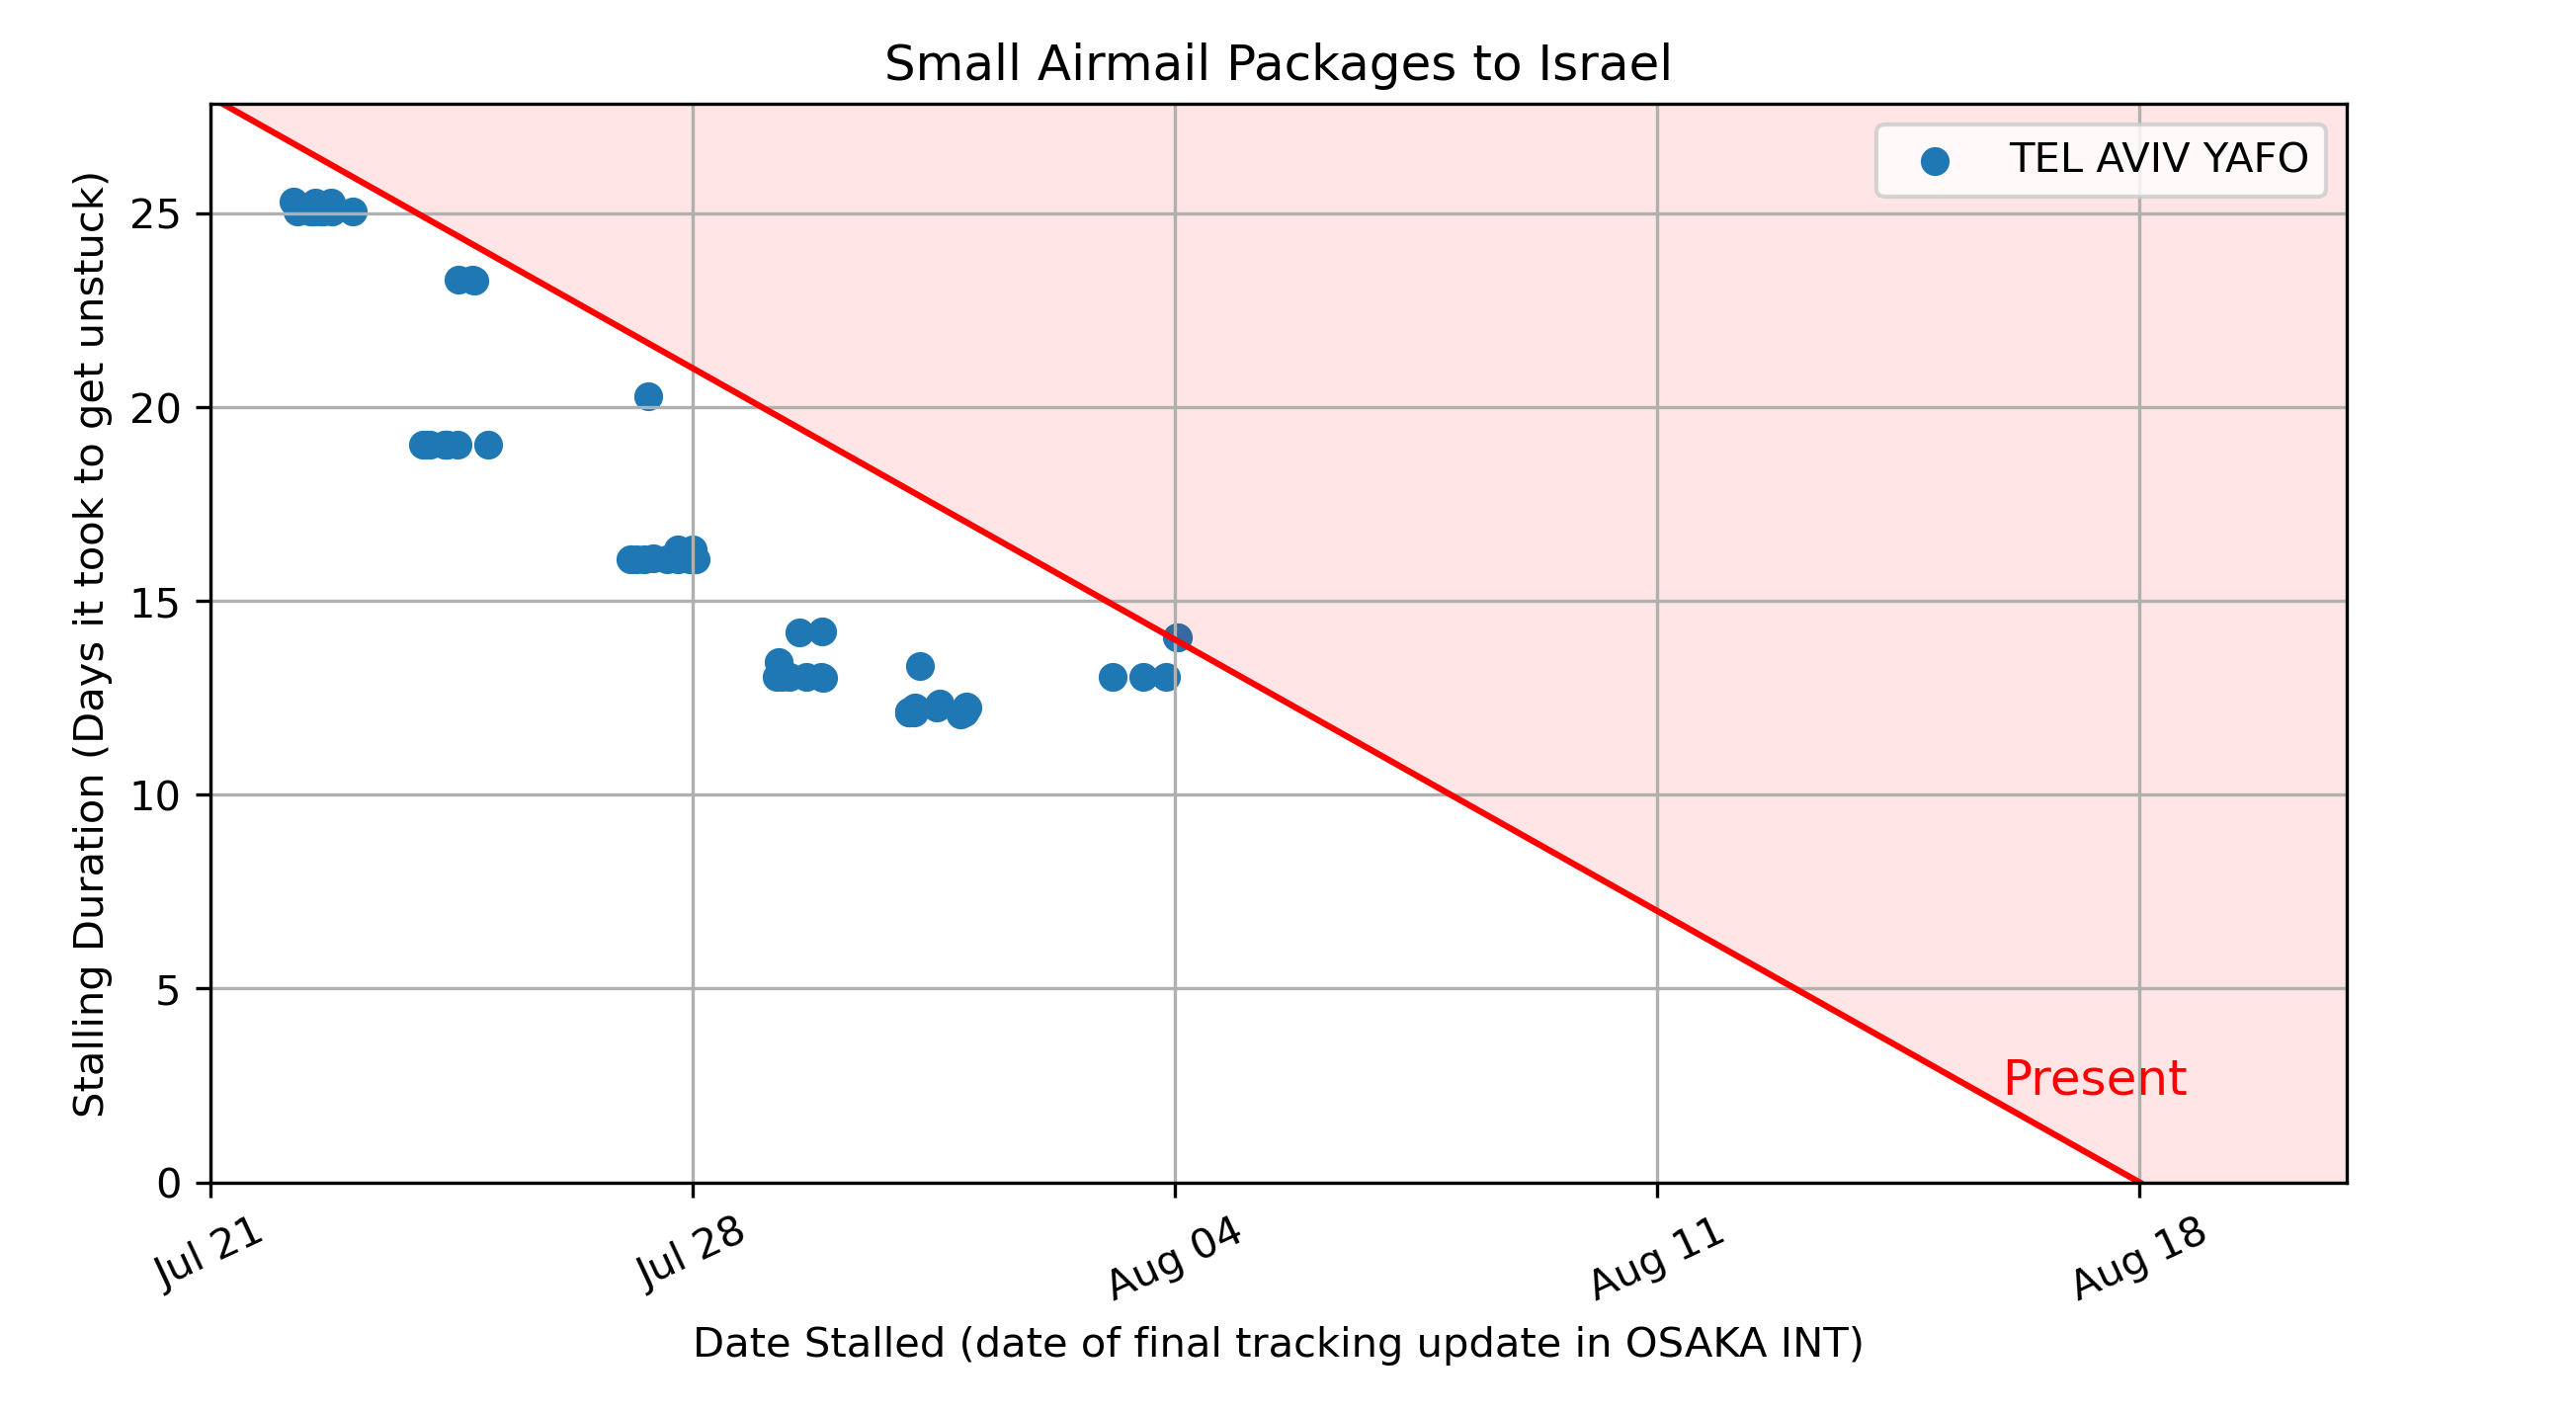 Small Airmail Packages to Israel
TEL AVIV YAFO
Stalling Duration (Days it took to get unstuck)
25
20
15
10
5
0
Present
Jul 21
Jul 28
Aug 04
Aug 11
Aug 18
Date Stalled (date of final tracking update in OSAKA INT)